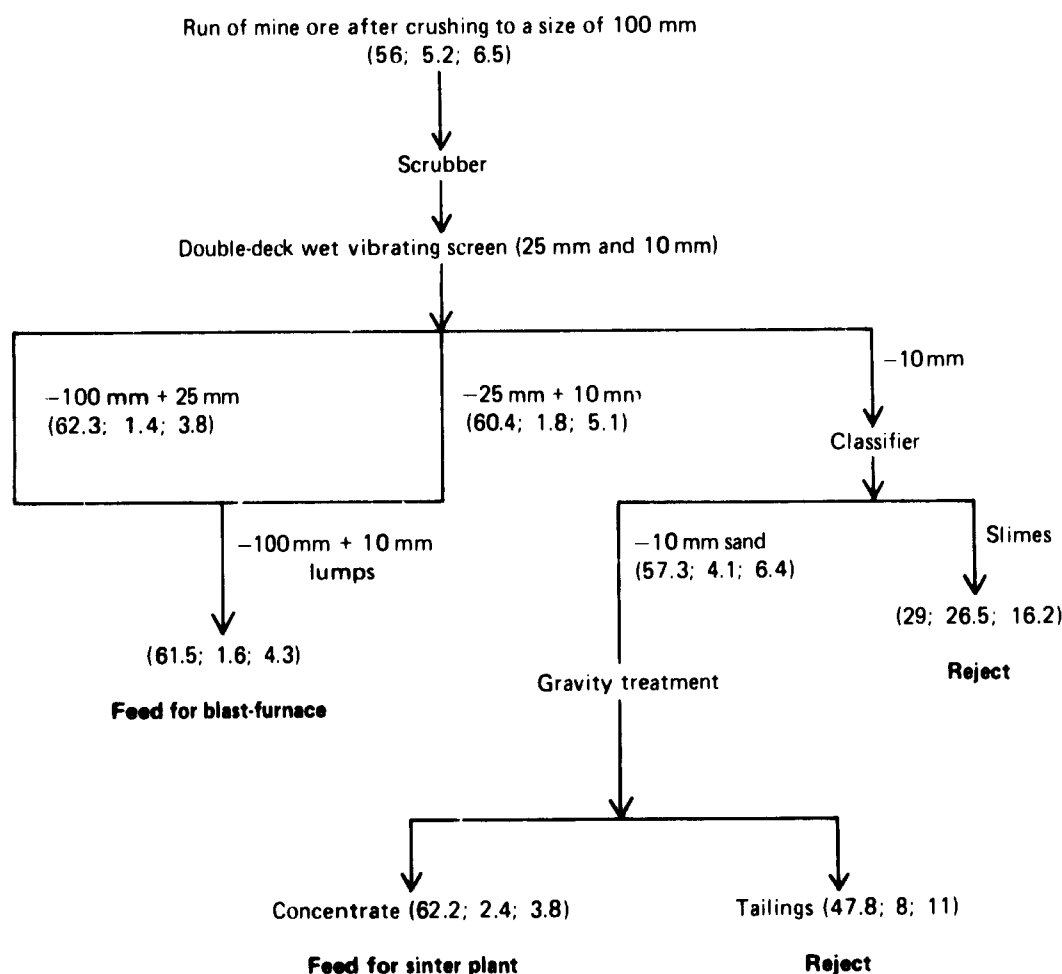 Run of mine ore after crushing to a size of 100 mm
(56; 5.2; 6.5)
Scrubber
Double-deck wet vibrating screen (25 mm and 10 mm)
−100 mm + 25 mm
(62.3; 1.4; 3.8)
−25 mm + 10 mm
(60.4; 1.8; 5.1)
−10 mm
Classifier
−100 mm + 10 mm
lumps
−10 mm sand
(57.3; 4.1; 6.4)
Slimes
(61.5; 1.6; 4.3)
Feed for blast-furnace
(29; 26.5; 16.2)
Reject
Gravity treatment
Concentrate (62.2; 2.4; 3.8)
Feed for sinter plant
Tailings (47.8; 8; 11)
Reject